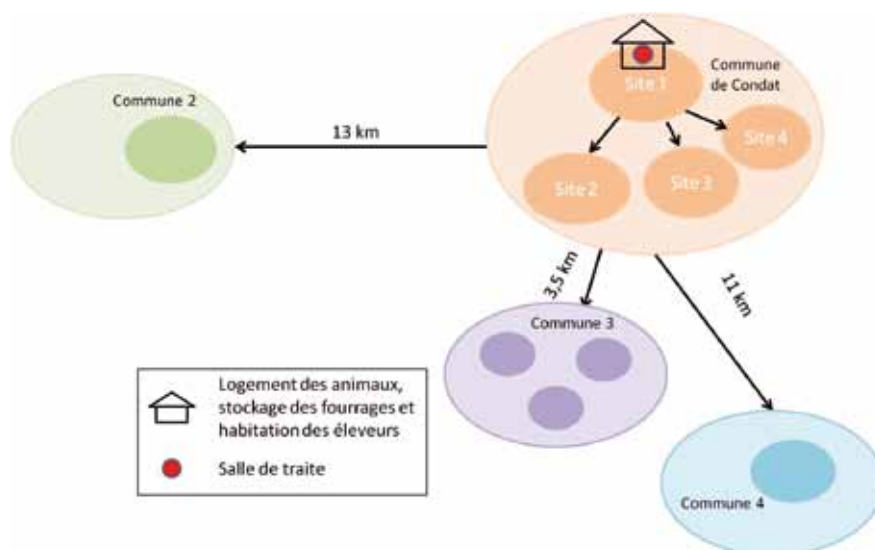 Commune
de Condat
Site 1
Site 4
Commune 2
13 km
Site 2
Site 3
3,5 km
11 km
Commune 3
Logement des animaux,
stockage des fourrages et
habitation des éleveurs
Salle de traite
Commune 4